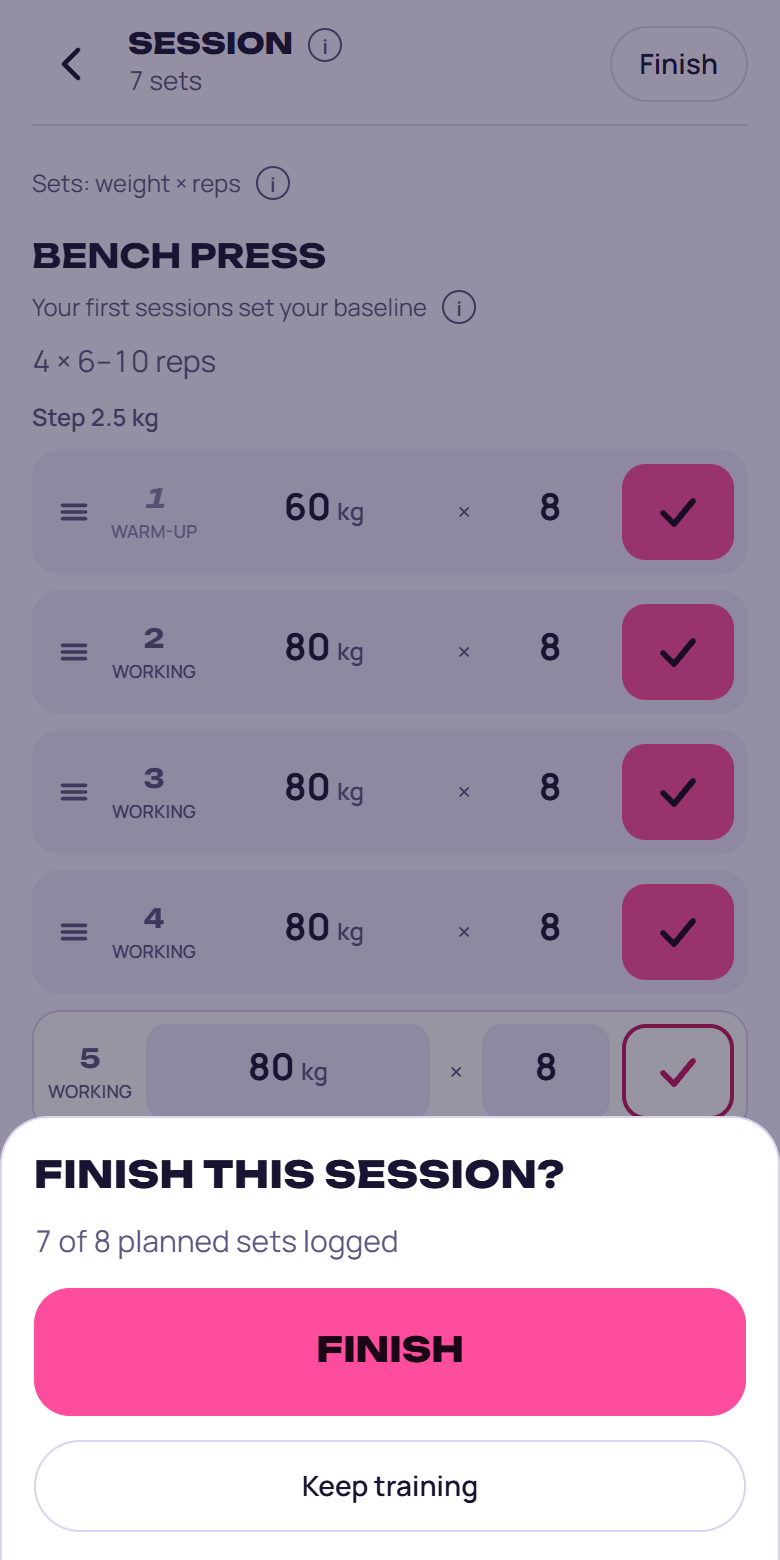 SESSION i
7 sets
Finish
Sets: weight × reps i
BENCH PRESS
Your first sessions set your baseline i
4 × 6–10 reps
Step 2.5 kg
1 60 kg × 8
WARM-UP
2 80 kg × 8
WORKING
3 80 kg × 8
WORKING
4 80 kg × 8
WORKING
5 80 kg × 8
WORKING
FINISH THIS SESSION?
7 of 8 planned sets logged
FINISH
Keep training